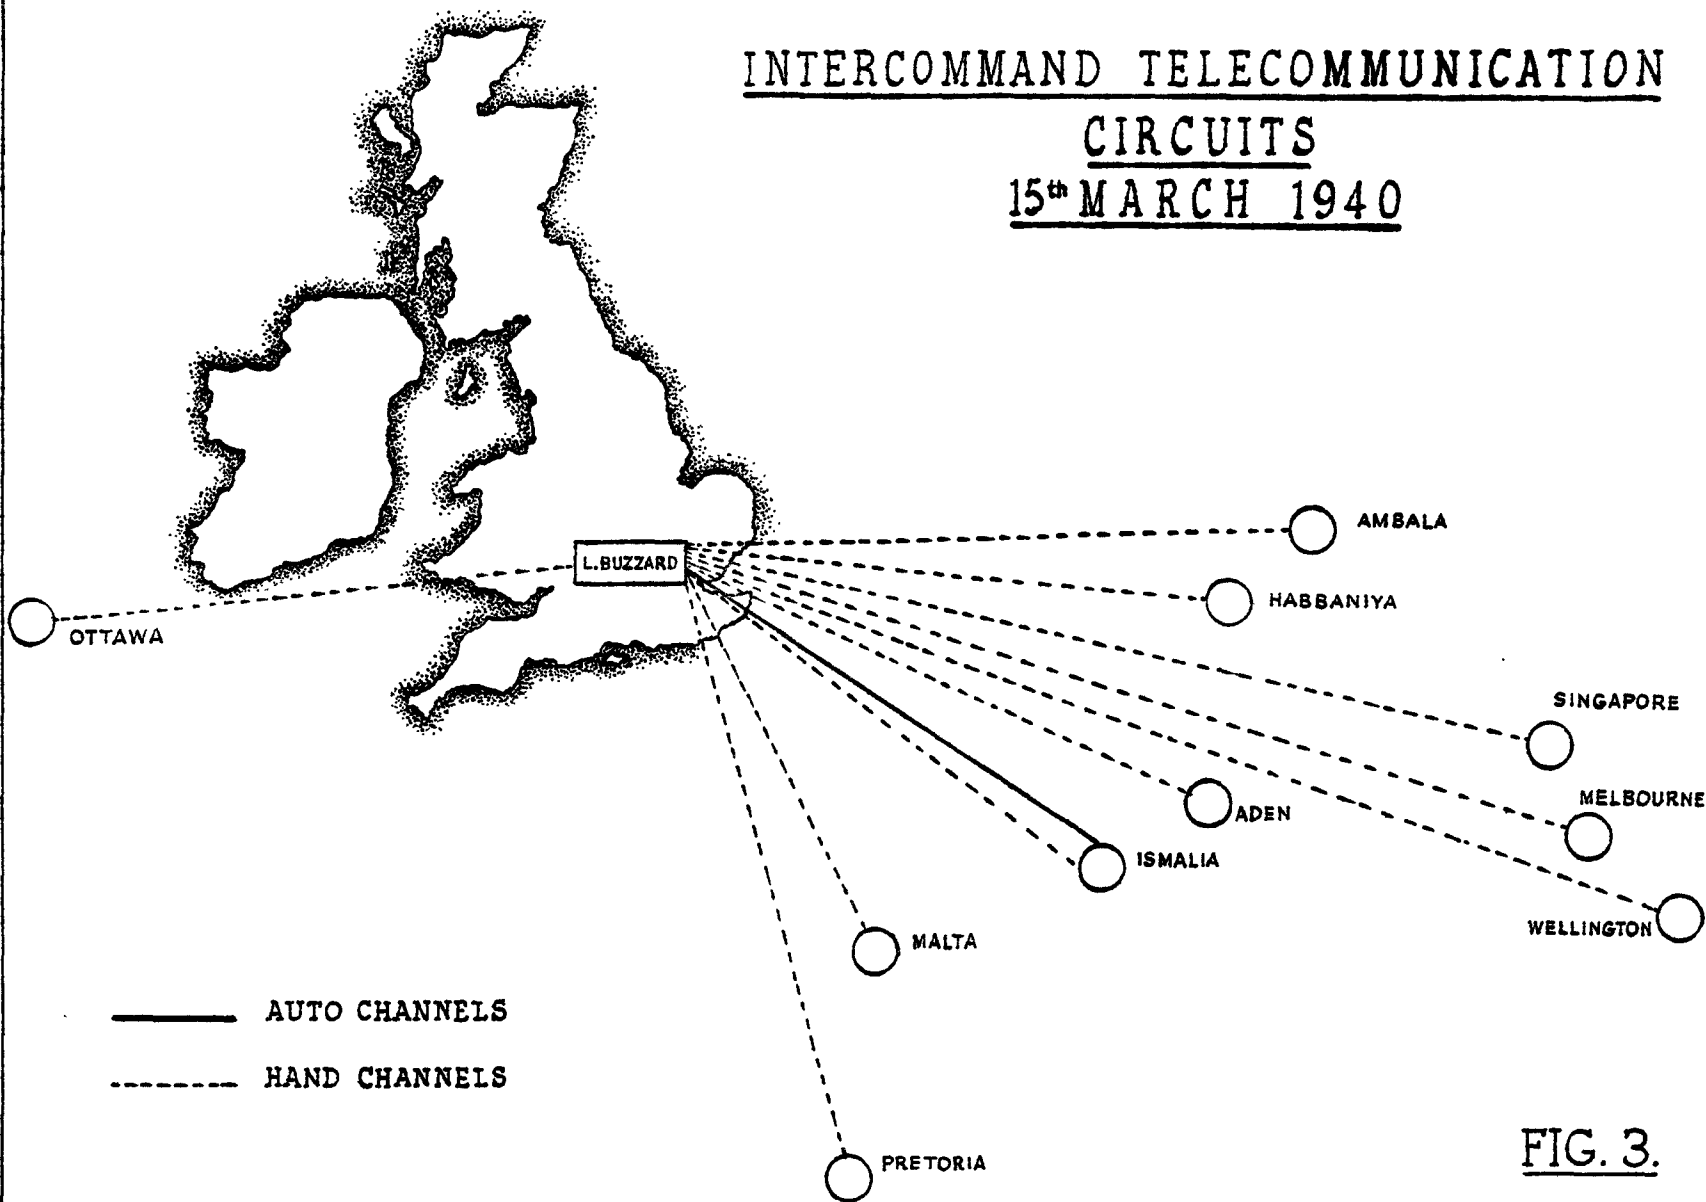 INTERCOMMAND TELECOMMUNICATION
CIRCUITS
15th MARCH 1940
AMBALA
L.BUZZARD
HABBANIYA
OTTAWA
SINGAPORE
MELBOURNE
ADEN
ISMALIA
WELLINGTON
MALTA
AUTO CHANNELS
HAND CHANNELS
PRETORIA
FIG. 3.